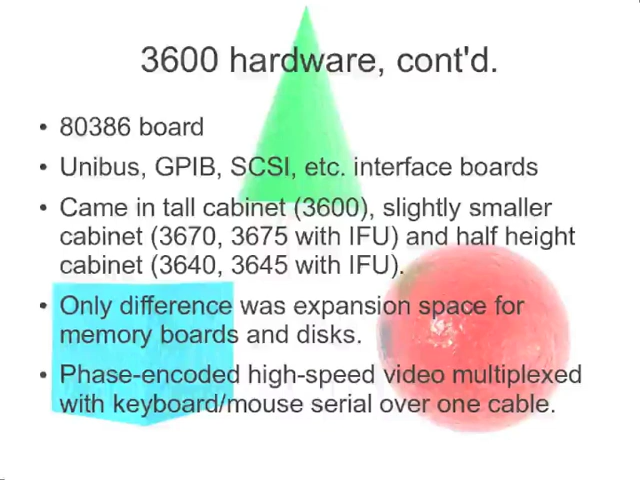 3600 hardware, cont'd.
• 80386 board
• Unibus, GPIB, SCSI, etc. interface boards
• Came in tall cabinet (3600), slightly smaller
cabinet (3670, 3675 with IFU) and half height
cabinet (3640, 3645 with IFU).
• Only difference was expansion space for
memory boards and disks.
• Phase-encoded high-speed video multiplexed
with keyboard/mouse serial over one cable.